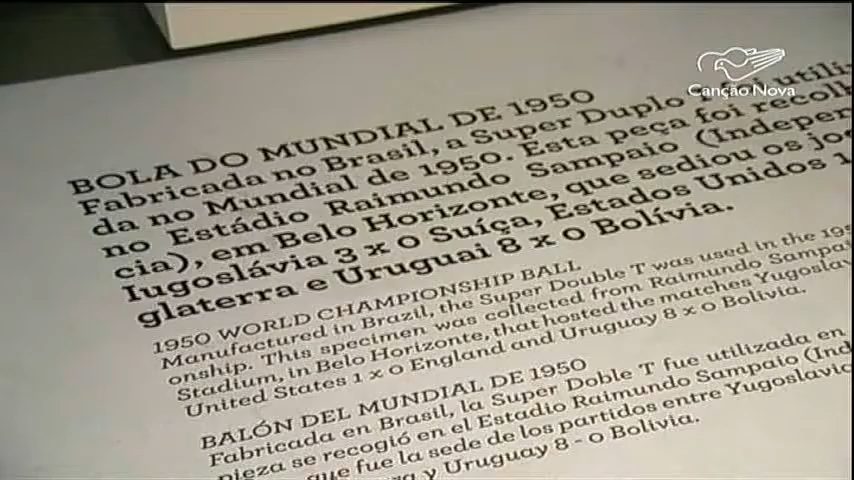 Canção Nova
BOLA DO MUNDIAL DE 1950
Fabricada no Brasil, a Super Duplo T foi utiliz
da no Mundial de 1950. Esta peça foi recolh
no Estádio Raimundo Sampaio (Indepen
cia), em Belo Horizonte, que sediou os jo
Iugoslávia 3 x 0 Suíça, Estados Unidos 1
glaterra e Uruguai 8 x 0 Bolívia.
1950 WORLD CHAMPIONSHIP BALL
Manufactured in Brazil, the Super Double T was used in the 195
onship. This specimen was collected from Raimundo Sampai
Stadium, in Belo Horizonte, that hosted the matches Yugoslav
United States 1 x 0 England and Uruguay 8 x 0 Bolivia.
BALÓN DEL MUNDIAL DE 1950
Fabricada en Brasil, la Super Doble T fue utilizada en
pieza se recogió en el Estadio Raimundo Sampaio (Ind
que fue la sede de los partidos entre Yugoslavi
y Uruguay 8 - 0 Bolivia.